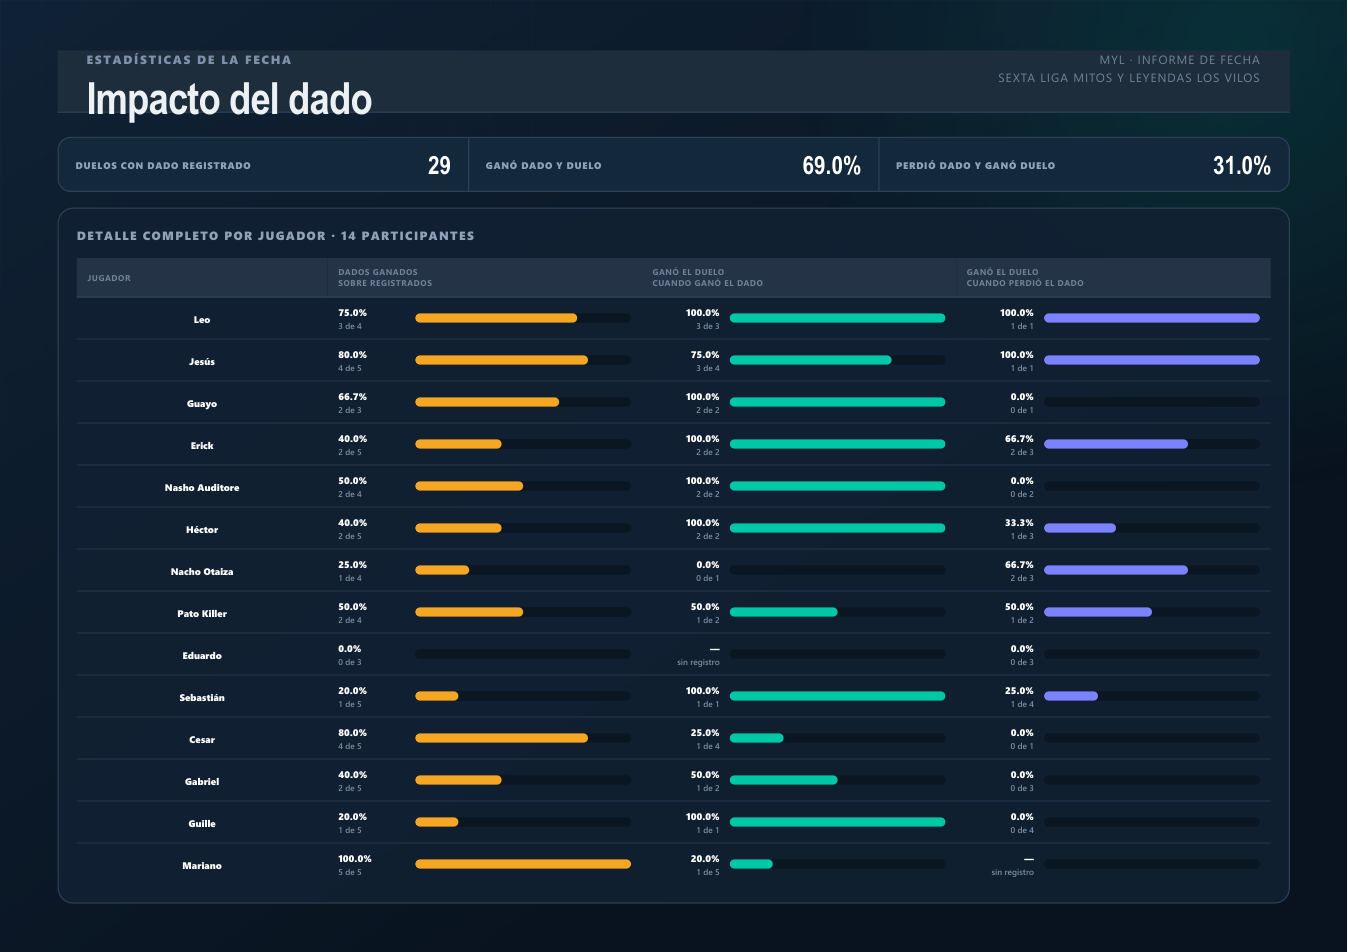 ESTADÍSTICAS DE LA FECHA
Impacto del dado
MYL · INFORME DE FECHA
SEXTA LIGA MITOS Y LEYENDAS LOS VILOS
DUELOS CON DADO REGISTRADO 29
GANÓ DADO Y DUELO 69.0%
PERDIÓ DADO Y GANÓ DUELO 31.0%
DETALLE COMPLETO POR JUGADOR · 14 PARTICIPANTES
JUGADOR
DADOS GANADOS
SOBRE REGISTRADOS
GANÓ EL DUELO
CUANDO GANÓ EL DADO
GANÓ EL DUELO
CUANDO PERDIÓ EL DADO
Leo
75.0%
3 de 4
100.0%
3 de 3
100.0%
1 de 1
Jesús
80.0%
4 de 5
75.0%
3 de 4
100.0%
1 de 1
Guayo
66.7%
2 de 3
100.0%
2 de 2
0.0%
0 de 1
Erick
40.0%
2 de 5
100.0%
2 de 2
66.7%
2 de 3
Nasho Auditore
50.0%
2 de 4
100.0%
2 de 2
0.0%
0 de 2
Héctor
40.0%
2 de 5
100.0%
2 de 2
33.3%
1 de 3
Nacho Otaiza
25.0%
1 de 4
0.0%
0 de 1
66.7%
2 de 3
Pato Killer
50.0%
2 de 4
50.0%
1 de 2
50.0%
1 de 2
Eduardo
0.0%
0 de 3
—
sin registro
0.0%
0 de 3
Sebastián
20.0%
1 de 5
100.0%
1 de 1
25.0%
1 de 4
Cesar
80.0%
4 de 5
25.0%
1 de 4
0.0%
0 de 1
Gabriel
40.0%
2 de 5
50.0%
1 de 2
0.0%
0 de 3
Guille
20.0%
1 de 5
100.0%
1 de 1
0.0%
0 de 4
Mariano
100.0%
5 de 5
20.0%
1 de 5
—
sin registro